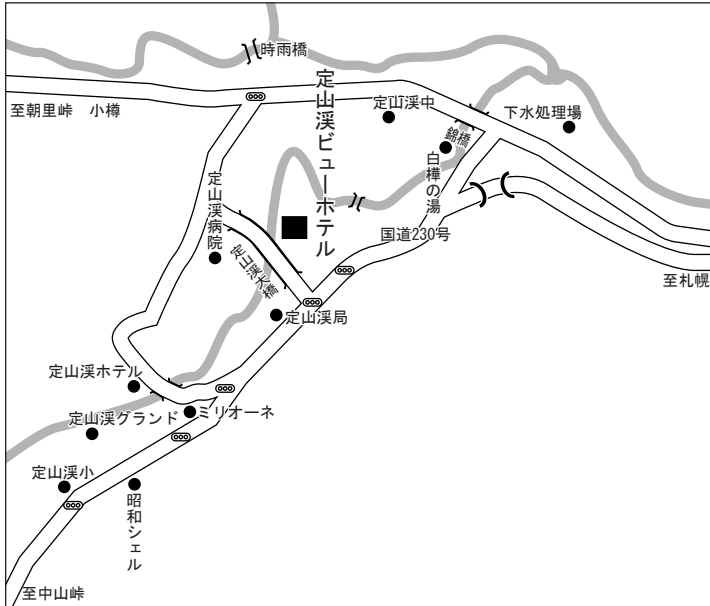 時雨橋
至朝里峠 小樽
定山渓ビューホテル
定山渓中
下水処理場
錦橋
白樺の湯
定山渓病院
国道230号
定山渓大橋
至札幌
定山渓局
定山渓ホテル
定山渓グランド
ミリオーネ
定山渓小
昭和シェル
至中山峠